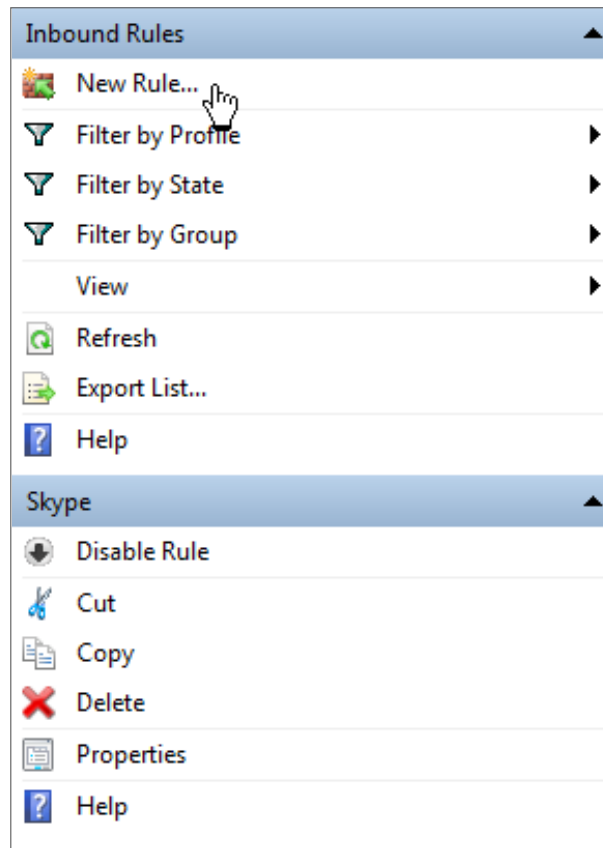 Inbound Rules
New Rule...
Filter by Profile
Filter by State
Filter by Group
View
Refresh
Export List...
Help
Skype
Disable Rule
Cut
Copy
Delete
Properties
Help